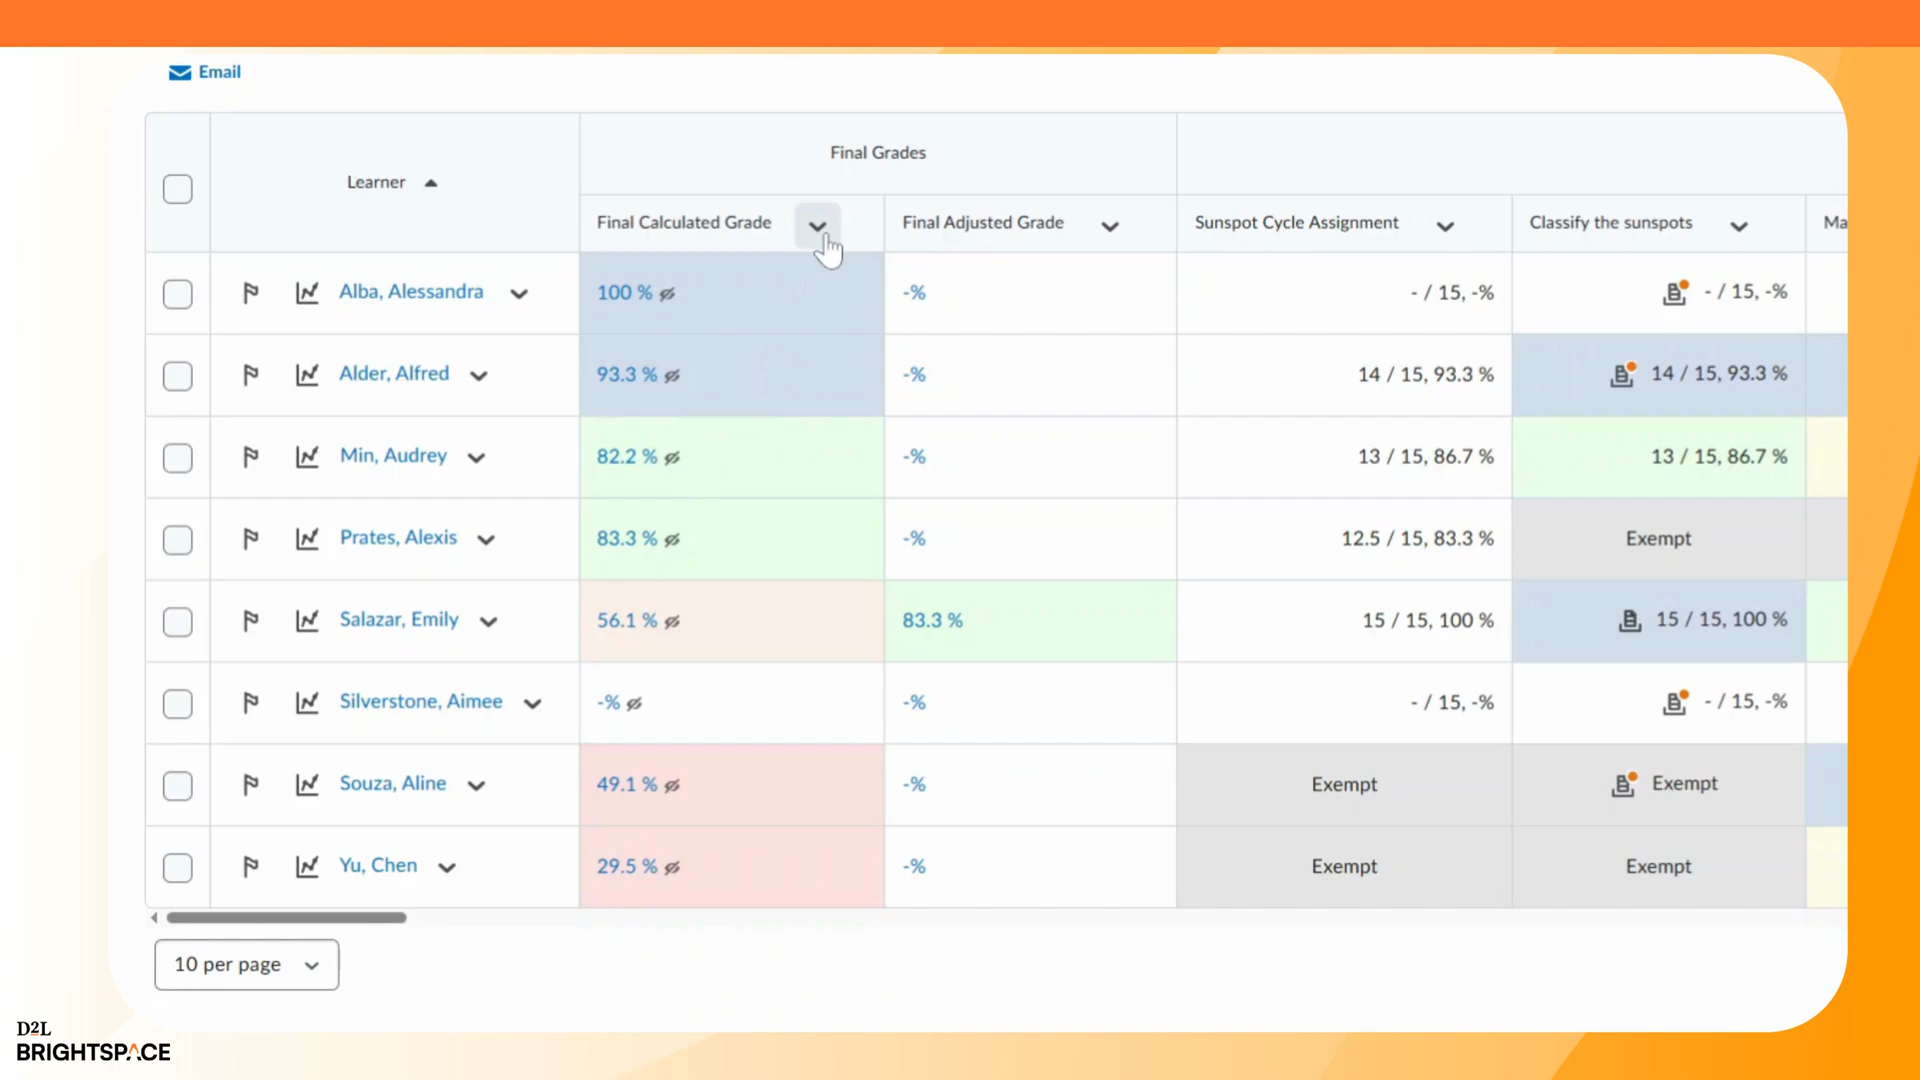 Email
Final Grades
Learner
Final Calculated Grade Final Adjusted Grade Sunspot Cycle Assignment Classify the sunspots Ma
Alba, Alessandra 100 % -% - / 15, -% - / 15, -%
Alder, Alfred 93.3 % -% 14 / 15, 93.3 % 14 / 15, 93.3 %
Min, Audrey 82.2 % -% 13 / 15, 86.7 % 13 / 15, 86.7 %
Prates, Alexis 83.3 % -% 12.5 / 15, 83.3 % Exempt
Salazar, Emily 56.1 % 83.3 % 15 / 15, 100 % 15 / 15, 100 %
Silverstone, Aimee -% -% - / 15, -% - / 15, -%
Souza, Aline 49.1 % -% Exempt Exempt
Yu, Chen 29.5 % -% Exempt Exempt
10 per page
D2L
BRIGHTSPACE